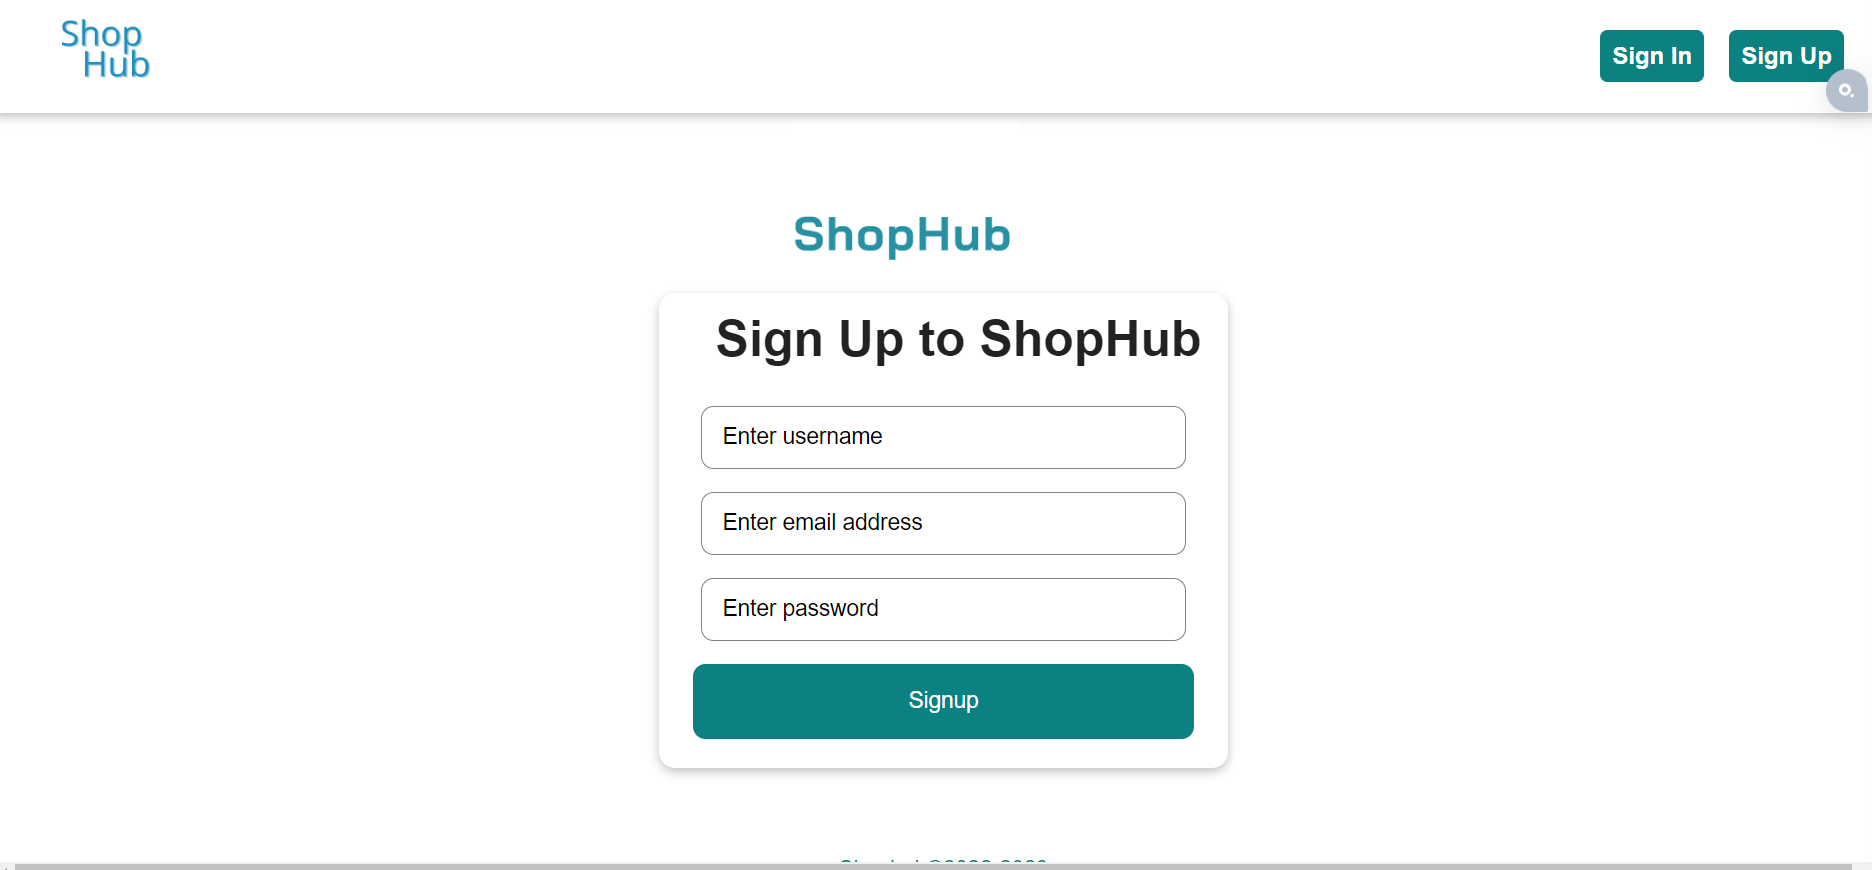 Shop
Hub
Sign In
Sign Up
ShopHub
Sign Up to ShopHub
Enter username
Enter email address
Enter password
Signup